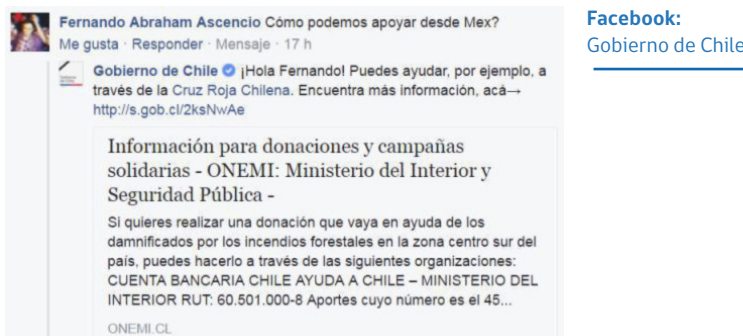 Fernando Abraham Ascencio Cómo podemos apoyar desde Mex?
Me gusta · Responder · Mensaje · 17 h
Gobierno de Chile ¡Hola Fernando! Puedes ayudar, por ejemplo, a
través de la Cruz Roja Chilena. Encuentra más información, acá→
http://s.gob.cl/2ksNwAe
Información para donaciones y campañas
solidarias - ONEMI: Ministerio del Interior y
Seguridad Pública -
Si quieres realizar una donación que vaya en ayuda de los
damnificados por los incendios forestales en la zona centro sur del
país, puedes hacerlo a través de las siguientes organizaciones:
CUENTA BANCARIA CHILE AYUDA A CHILE – MINISTERIO DEL
INTERIOR RUT: 60.501.000-8 Aportes cuyo número es el 45...
ONEMI.CL
Facebook:
Gobierno de Chile